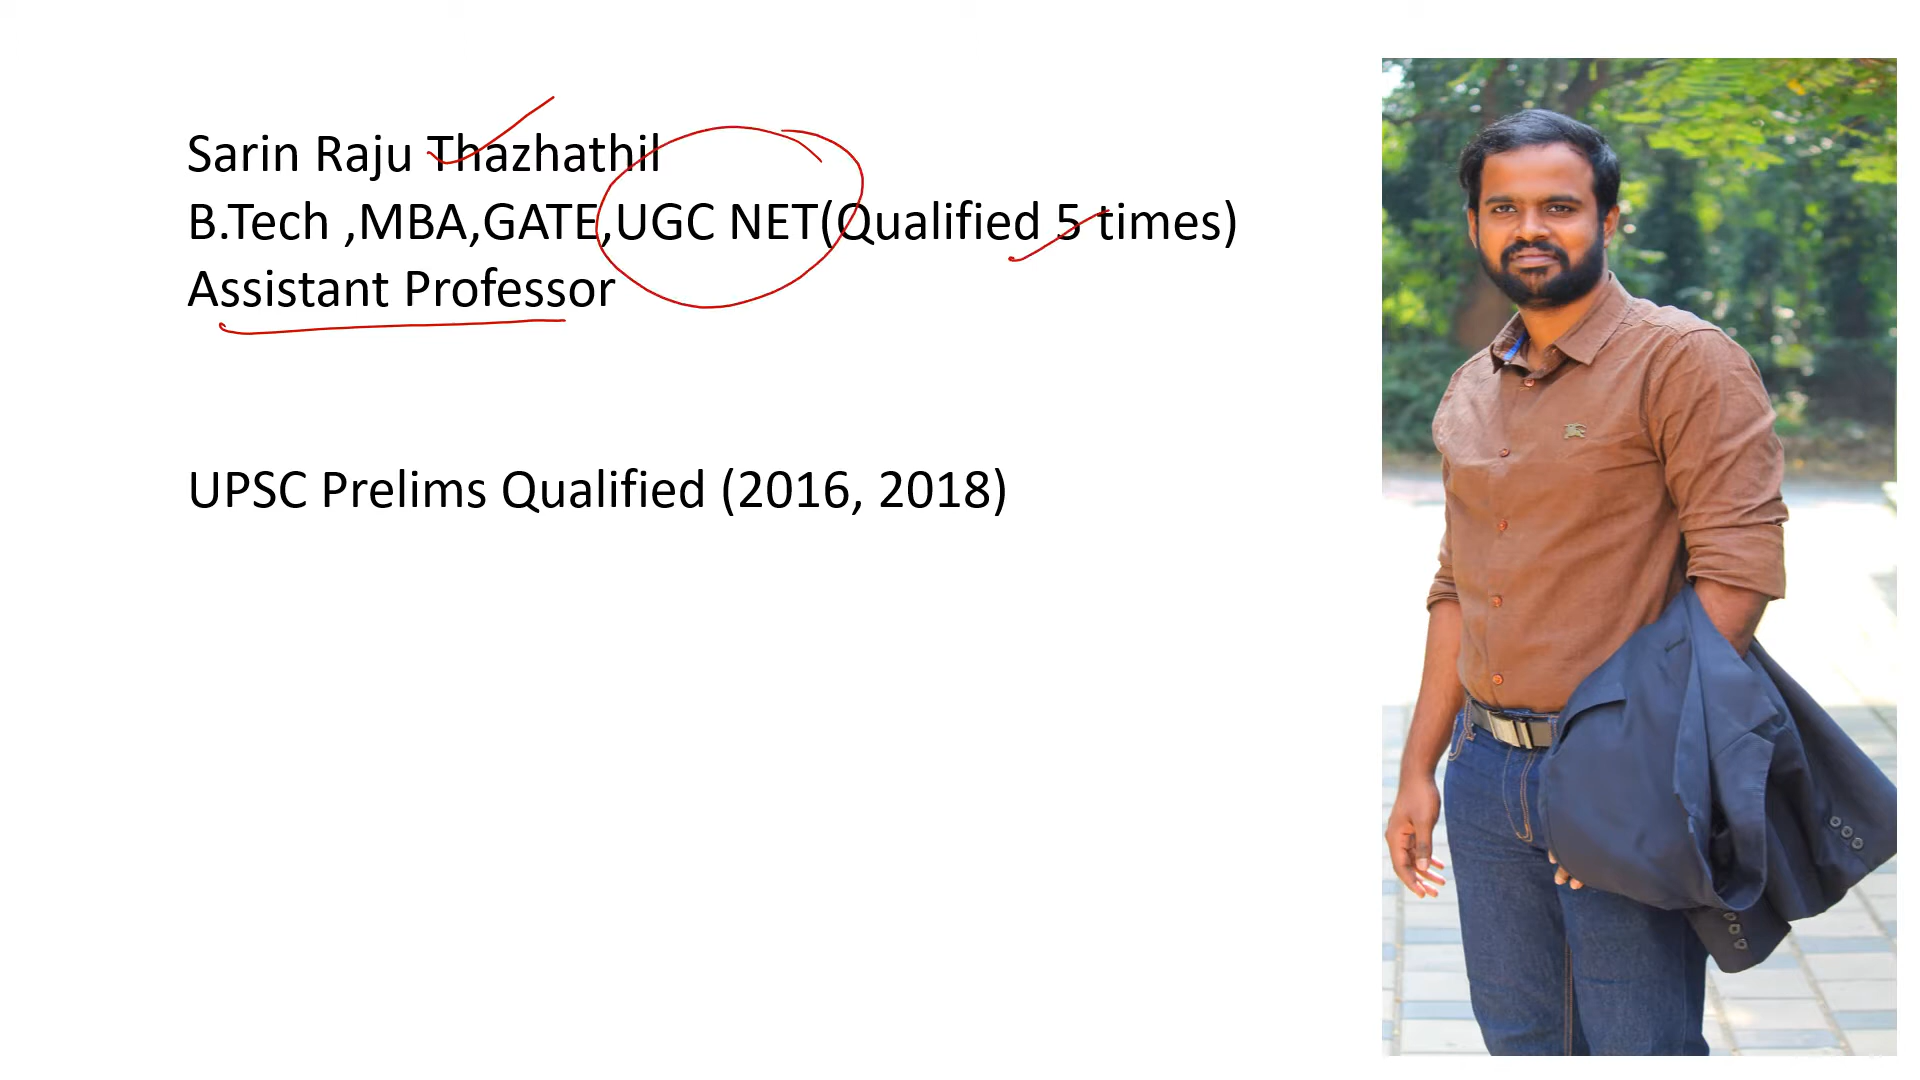 Sarin Raju Thazhathil
B.Tech ,MBA,GATE,UGC NET(Qualified 5 times)
Assistant Professor
UPSC Prelims Qualified (2016, 2018)